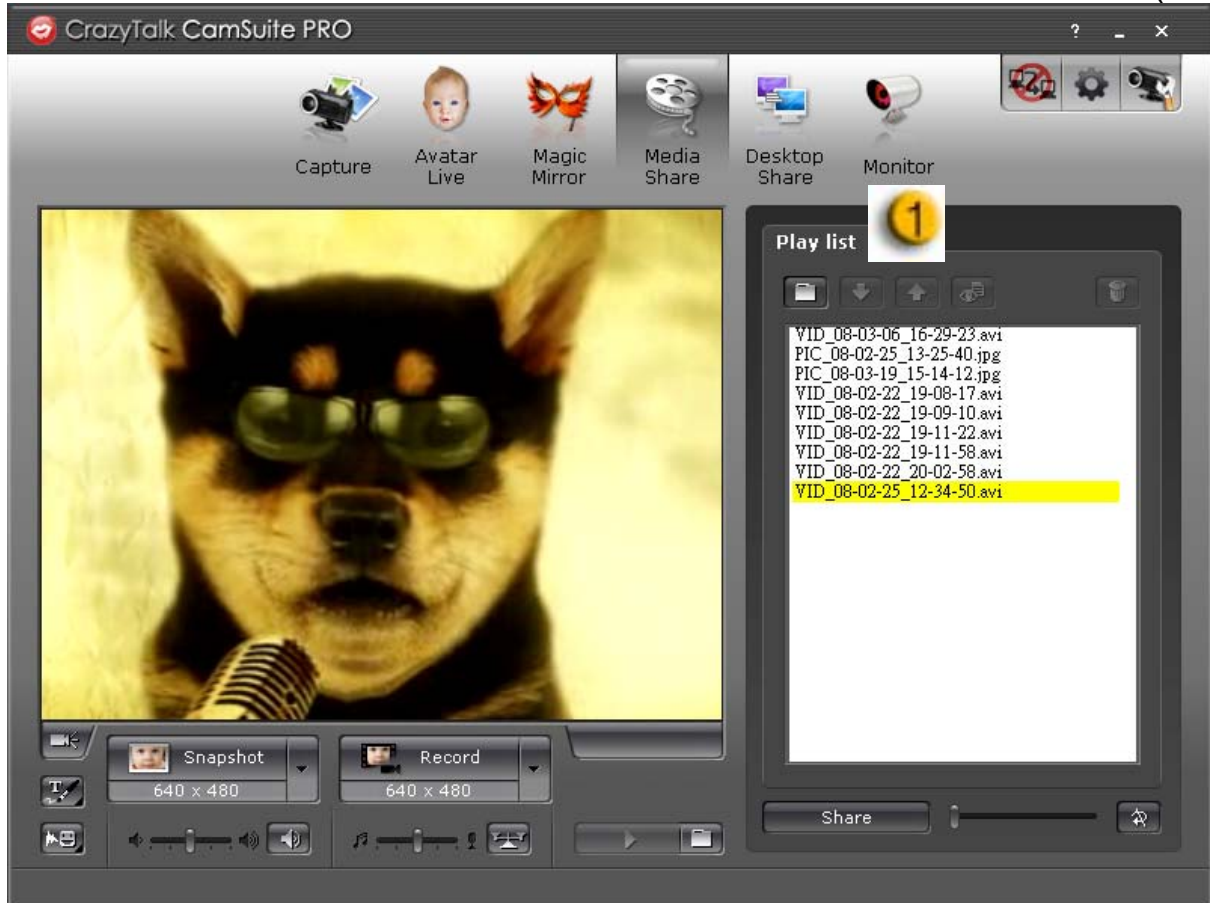 CrazyTalk CamSuite PRO
?
Capture
Avatar
Live
Magic
Mirror
Media
Share
Desktop
Share
Monitor
1
Play list
VID_08-03-06_16-29-23.avi
PIC_08-02-25_13-25-40.jpg
PIC_08-03-19_15-14-12.jpg
VID_08-02-22_19-08-17.avi
VID_08-02-22_19-09-10.avi
VID_08-02-22_19-11-22.avi
VID_08-02-22_19-11-58.avi
VID_08-02-22_20-02-58.avi
VID_08-02-25_12-34-50.avi
Snapshot
640 x 480
Record
640 x 480
T
Share